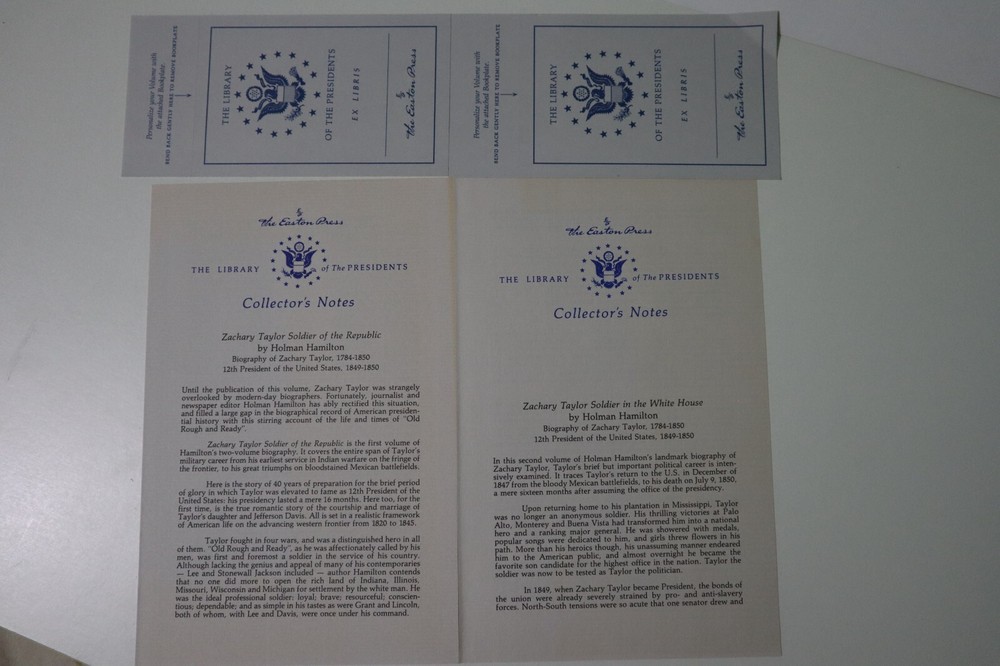 Personalize your Volume with
the attached Bookplate.
BEND BACK GENTLY HERE TO REMOVE BOOKPLATE
THE LIBRARY
OF THE PRESIDENTS
EX LIBRIS
The Easton Press
Personalize your Volume with
the attached Bookplate.
BEND BACK GENTLY HERE TO REMOVE BOOKPLATE
THE LIBRARY
OF THE PRESIDENTS
EX LIBRIS
The Easton Press
The Easton Press
THE LIBRARY of The PRESIDENTS
Collector's Notes
Zachary Taylor Soldier of the Republic
by Holman Hamilton
Biography of Zachary Taylor, 1784-1850
12th President of the United States, 1849-1850
Until the publication of this volume, Zachary Taylor was strangely
overlooked by modern-day biographers. Fortunately, journalist and
newspaper editor Holman Hamilton has ably rectified this situation,
and filled a large gap in the biographical record of American presiden-
tial history with this stirring account of the life and times of "Old
Rough and Ready".
Zachary Taylor Soldier of the Republic is the first volume of
Hamilton's two-volume biography. It covers the entire span of Taylor's
military career from his earliest service in Indian warfare on the fringe of
the frontier, to his great triumphs on bloodstained Mexican battlefields.
Here is the story of 40 years of preparation for the brief period
of glory in which Taylor was elevated to fame as 12th President of the
United States: his presidency lasted a mere 16 months. Here too, for the
first time, is the true romantic story of the courtship and marriage of
Taylor's daughter and Jefferson Davis. All is set in a realistic framework
of American life on the advancing western frontier from 1820 to 1845.
Taylor fought in four wars, and was a distinguished hero in all
of them. "Old Rough and Ready", as he was affectionately called by his
men, was first and foremost a soldier in the service of his country.
Although lacking the genius and appeal of many of his contemporaries
— Lee and Stonewall Jackson included — author Hamilton contends
that no one did more to open the rich land of Indiana, Illinois,
Missouri, Wisconsin and Michigan for settlement by the white man. He
was the ideal professional soldier: loyal; brave; resourceful; conscien-
tious; dependable; and as simple in his tastes as were Grant and Lincoln,
both of whom, with Lee and Davis, were once under his command.
The Easton Press
THE LIBRARY of The PRESIDENTS
Collector's Notes
Zachary Taylor Soldier in the White House
by Holman Hamilton
Biography of Zachary Taylor, 1784-1850
12th President of the United States, 1849-1850
In this second volume of Holman Hamilton's landmark biography of
Zachary Taylor, Taylor's brief but important political career is inten-
sively examined. It traces Taylor's return to the U.S. in December of
1847 from the bloody Mexican battlefields, to his death on July 9, 1850,
a mere sixteen months after assuming the office of the presidency.
Upon returning home to his plantation in Mississippi, Taylor
was no longer an anonymous soldier. His thrilling victories at Palo
Alto, Monterey and Buena Vista had transformed him into a national
hero and a ranking major general. He was showered with medals,
popular songs were dedicated to him, and girls threw flowers in his
path. More than his heroics though, his unassuming manner endeared
him to the American public, and almost overnight he became the
favorite son candidate for the highest office in the nation. Taylor the
soldier was now to be tested as Taylor the politician.
In 1849, when Zachary Taylor became President, the bonds of
the union were already severely strained by pro- and anti-slavery
forces. North-South tensions were so acute that one senator drew and